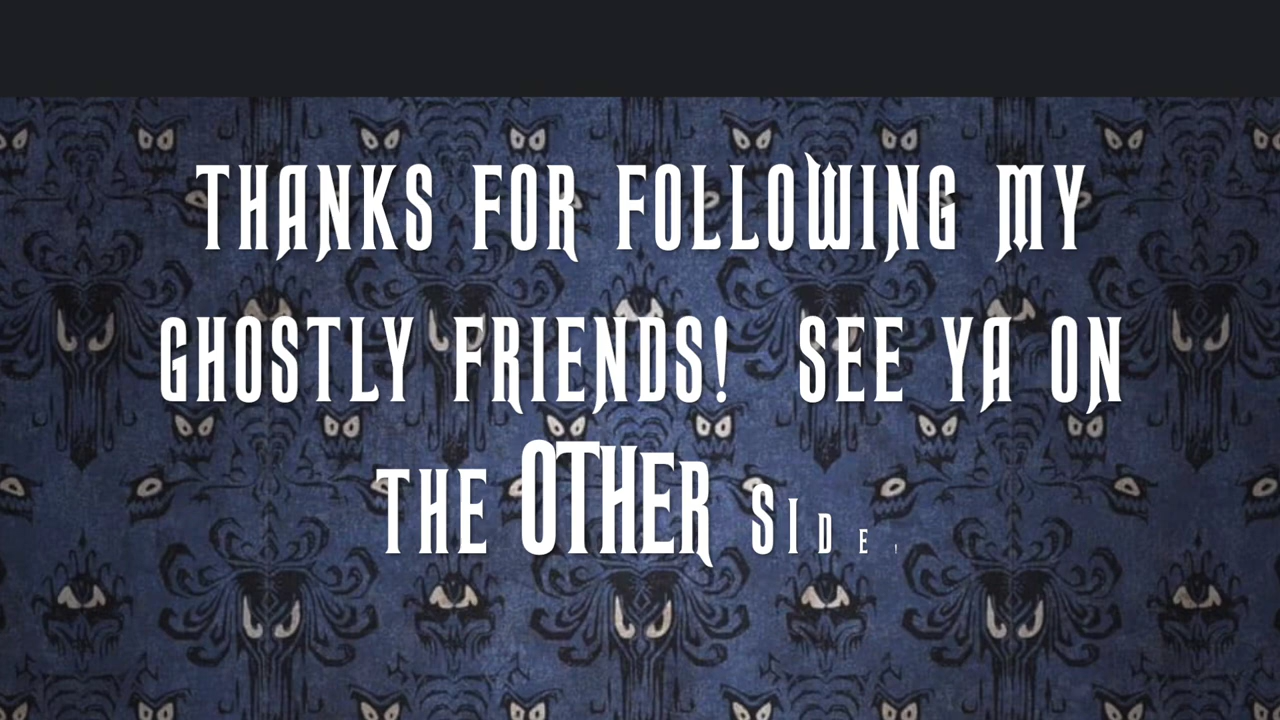 THANKS FOR FOLLOWING MY
GHOSTLY FRIENDS! SEE YA ON
THE OTHER SIDE!